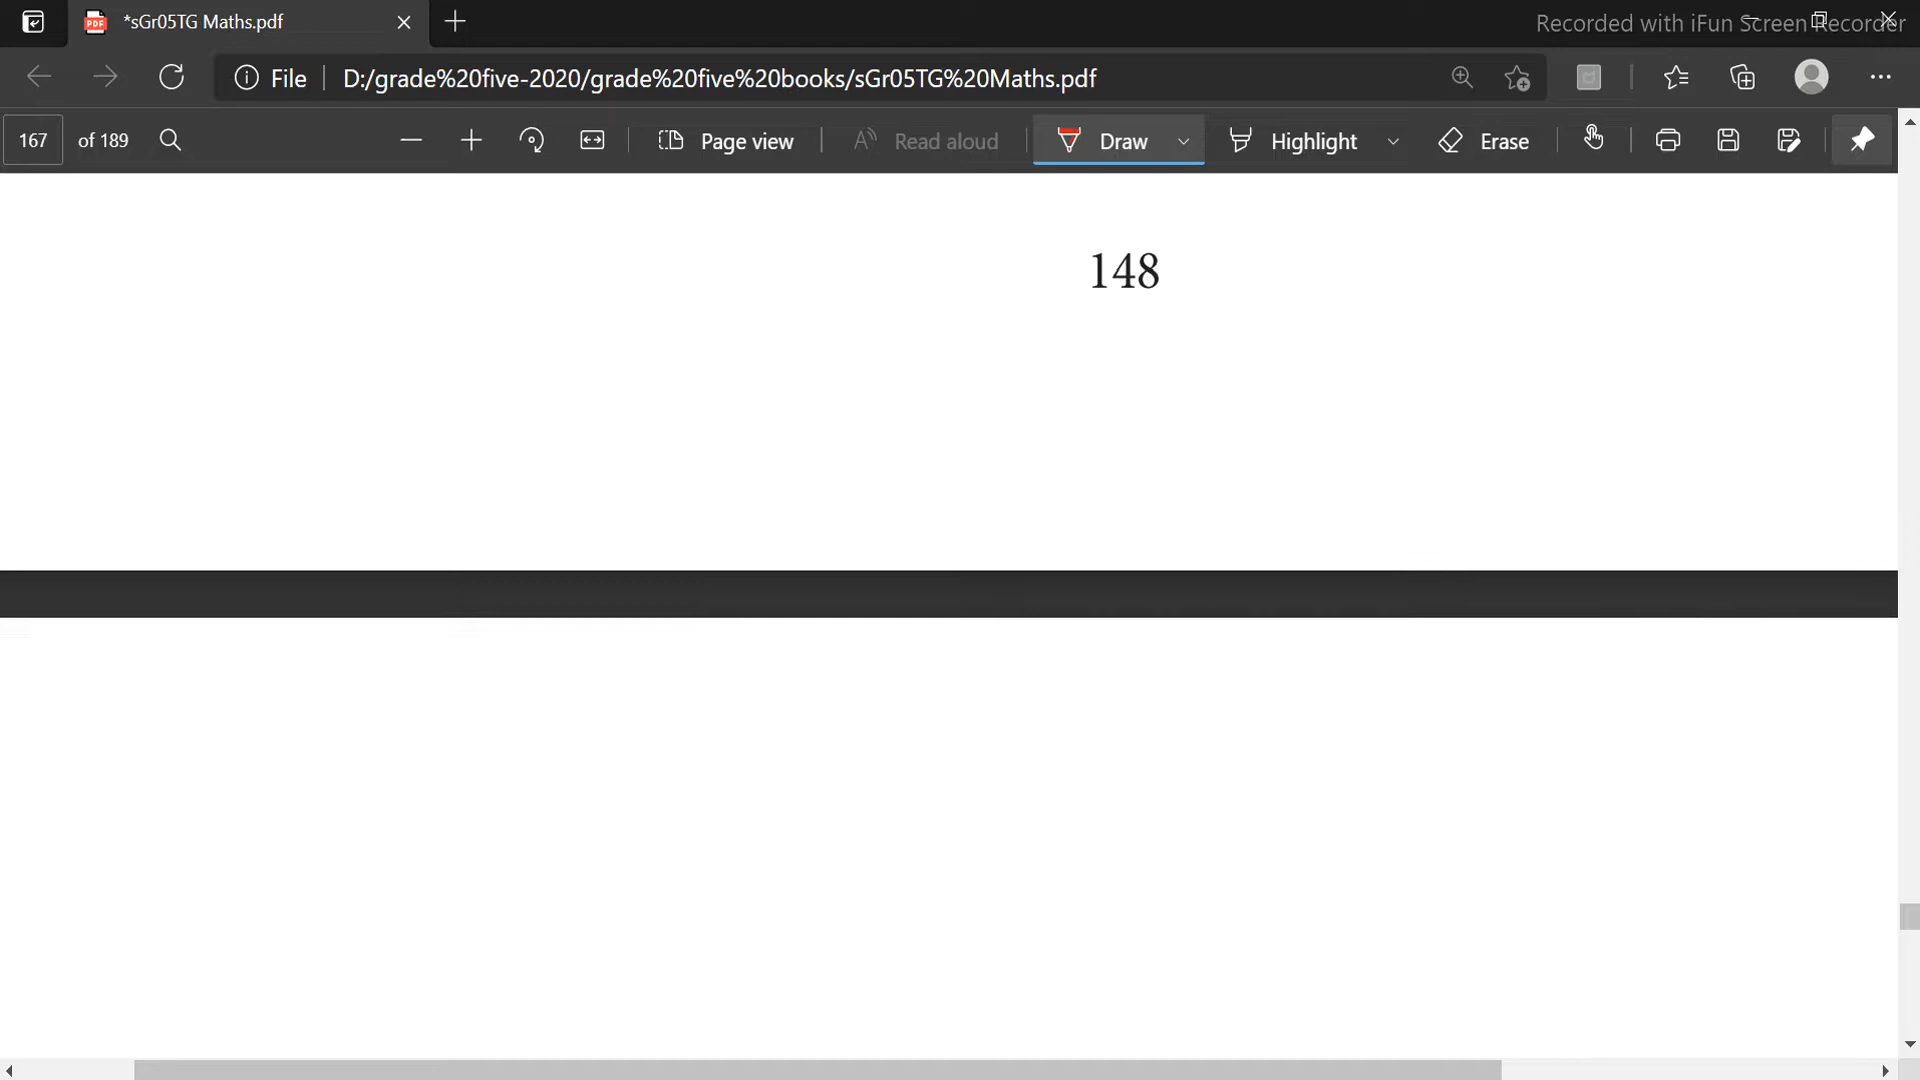 *sGr05TG Maths.pdf
Recorded with iFun Screen Recorder
File D:/grade%20five-2020/grade%20five%20books/sGr05TG%20Maths.pdf
167 of 189 Page view Read aloud Draw Highlight Erase
148